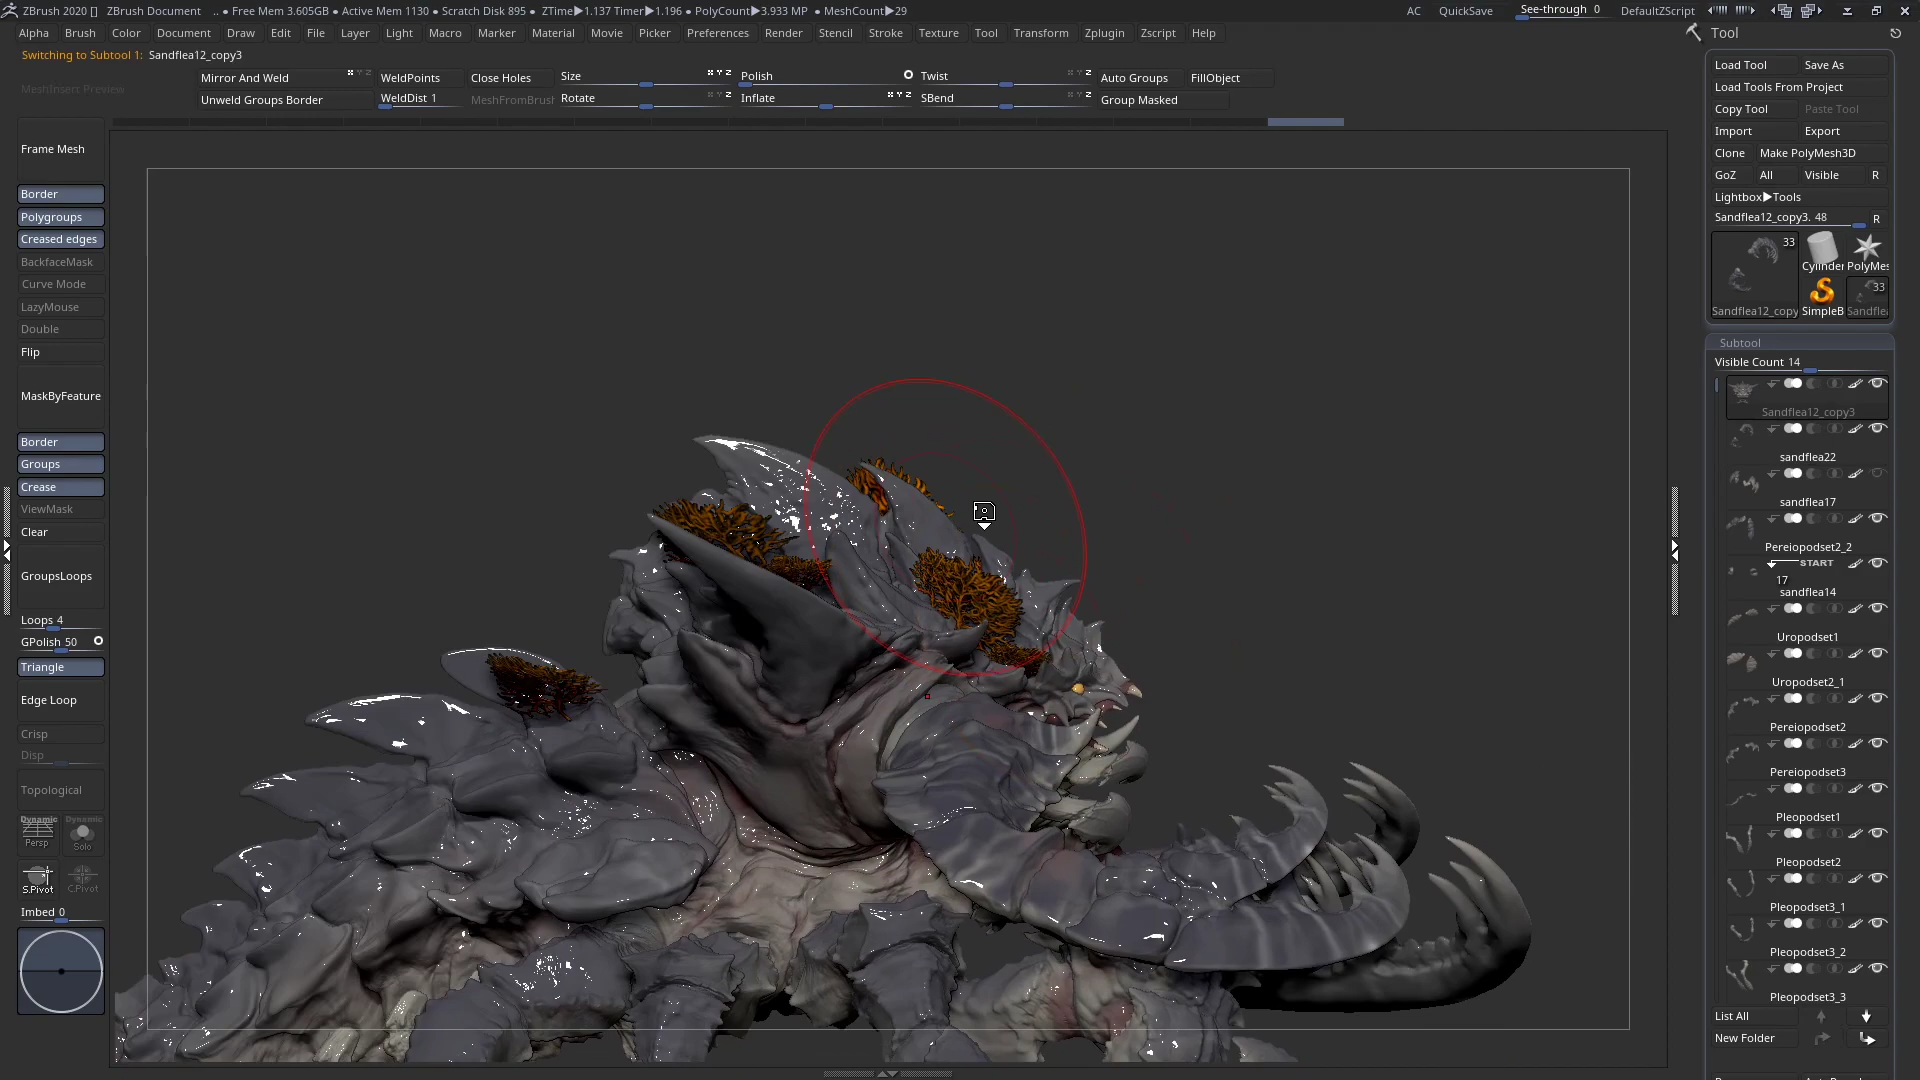 ZBrush 2020 [] ZBrush Document .. • Free Mem 3.605GB • Active Mem 1130 • Scratch Disk 895 • ZTime▶1.137 Timer▶1.196 • PolyCount▶3.933 MP • MeshCount▶29 AC QuickSave See-through 0 DefaultZScript
Alpha Brush Color Document Draw Edit File Layer Light Macro Marker Material Movie Picker Preferences Render Stencil Stroke Texture Tool Transform Zplugin Zscript Help
Switching to Subtool 1: Sandflea12_copy3
MeshInsert Preview
Mirror And Weld WeldPoints Close Holes Size Polish Twist Auto Groups FillObject
Unweld Groups Border WeldDist 1 MeshFromBrush Rotate Inflate SBend Group Masked
Frame Mesh
Border
Polygroups
Creased edges
BackfaceMask
Curve Mode
LazyMouse
Double
Flip
MaskByFeature
Border
Groups
Crease
ViewMask
Clear
GroupsLoops
Loops 4
GPolish 50
Triangle
Edge Loop
Crisp
Disp
Topological
Dynamic Dynamic
Persp Solo
S.Pivot C.Pivot
Imbed 0
Tool
Load Tool Save As
Load Tools From Project
Copy Tool Paste Tool
Import Export
Clone Make PolyMesh3D
GoZ All Visible R
Lightbox▶Tools
Sandflea12_copy3. 48 R
33
Cylinder PolyMes
33
Sandflea12_copy SimpleB Sandflea
Subtool
Visible Count 14
Sandflea12_copy3
sandflea22
sandflea17
Pereiopodset2_2
START
17
sandflea14
Uropodset1
Uropodset2_1
Pereiopodset2
Pereiopodset3
Pleopodset1
Pleopodset2
Pleopodset3_1
Pleopodset3_2
Pleopodset3_3
List All
New Folder